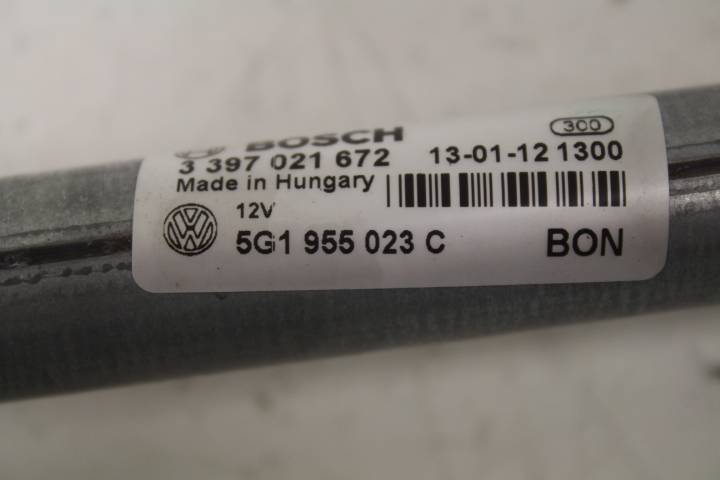 BOSCH
300
3 397 021 672 13-01-12 1300
Made in Hungary
12V
5G1 955 023 C BON